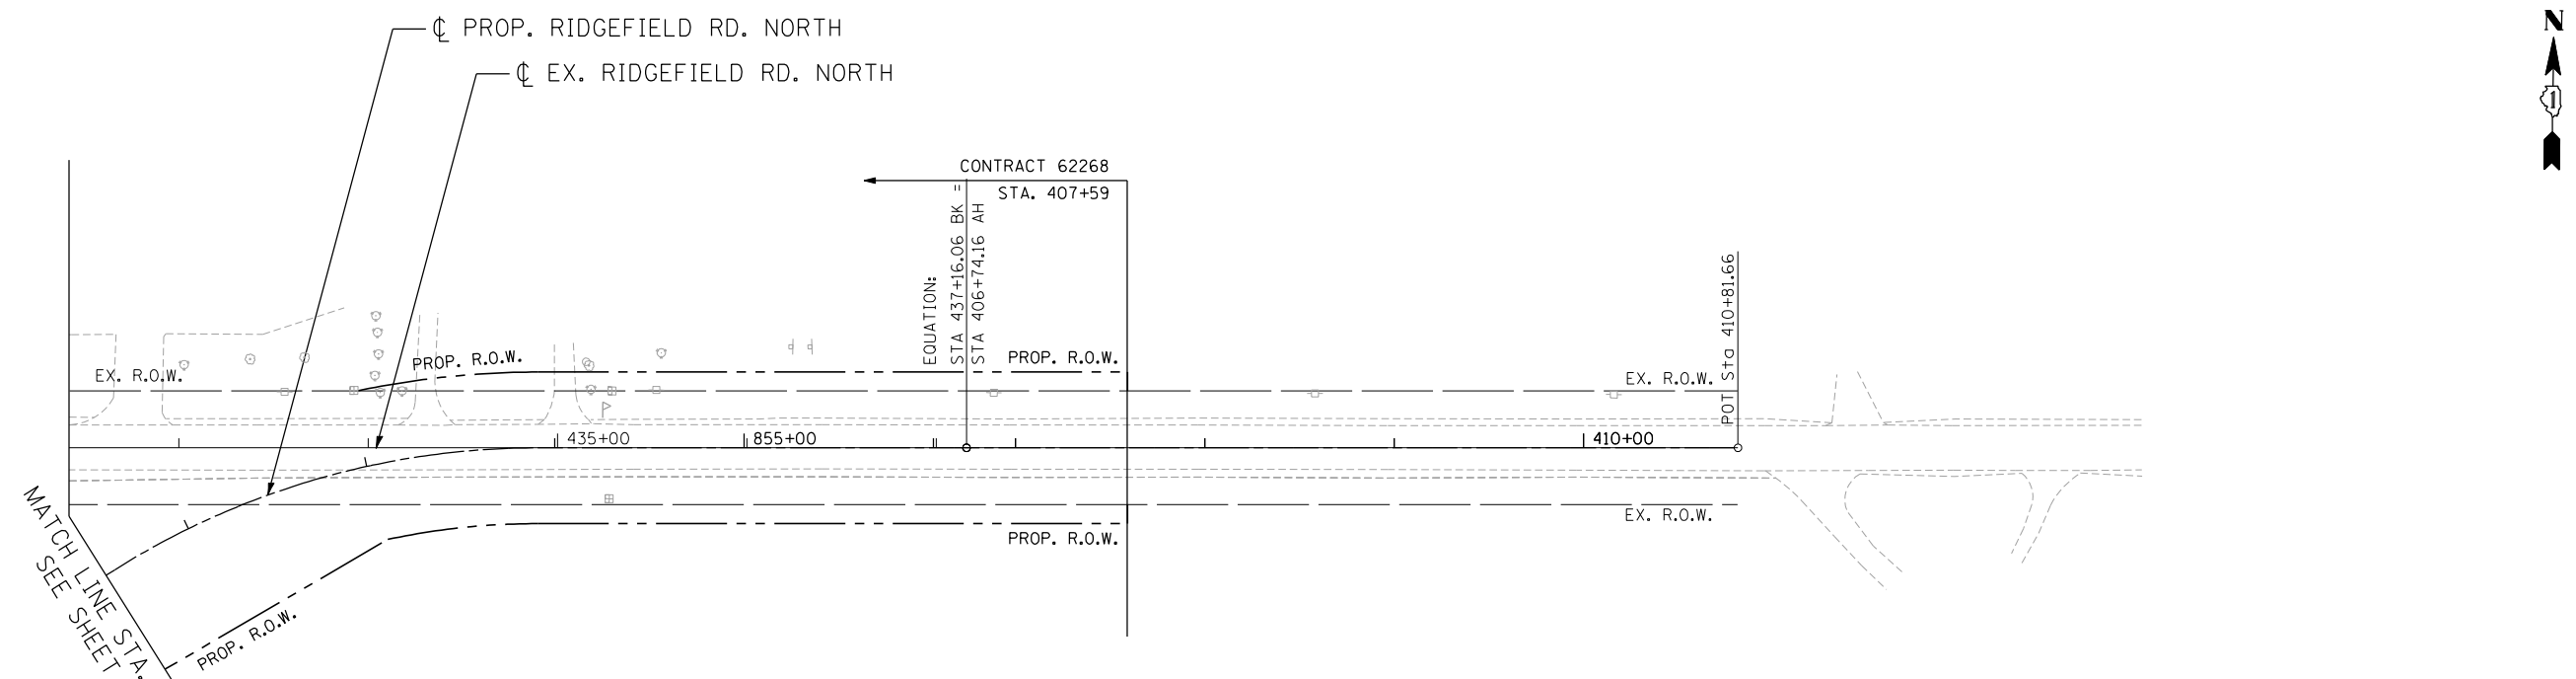 ℄ PROP. RIDGEFIELD RD. NORTH
℄ EX. RIDGEFIELD RD. NORTH
N
1
CONTRACT 62268
STA. 407+59
EQUATION:
STA 437+16.06 BK =
STA 406+74.16 AH
POT Sta 410+81.66
PROP. R.O.W.
PROP. R.O.W.
EX. R.O.W.
EX. R.O.W.
435+00
855+00
410+00
EX. R.O.W.
PROP. R.O.W.
PROP. R.O.W.
MATCH LINE STA.
SEE SHEET